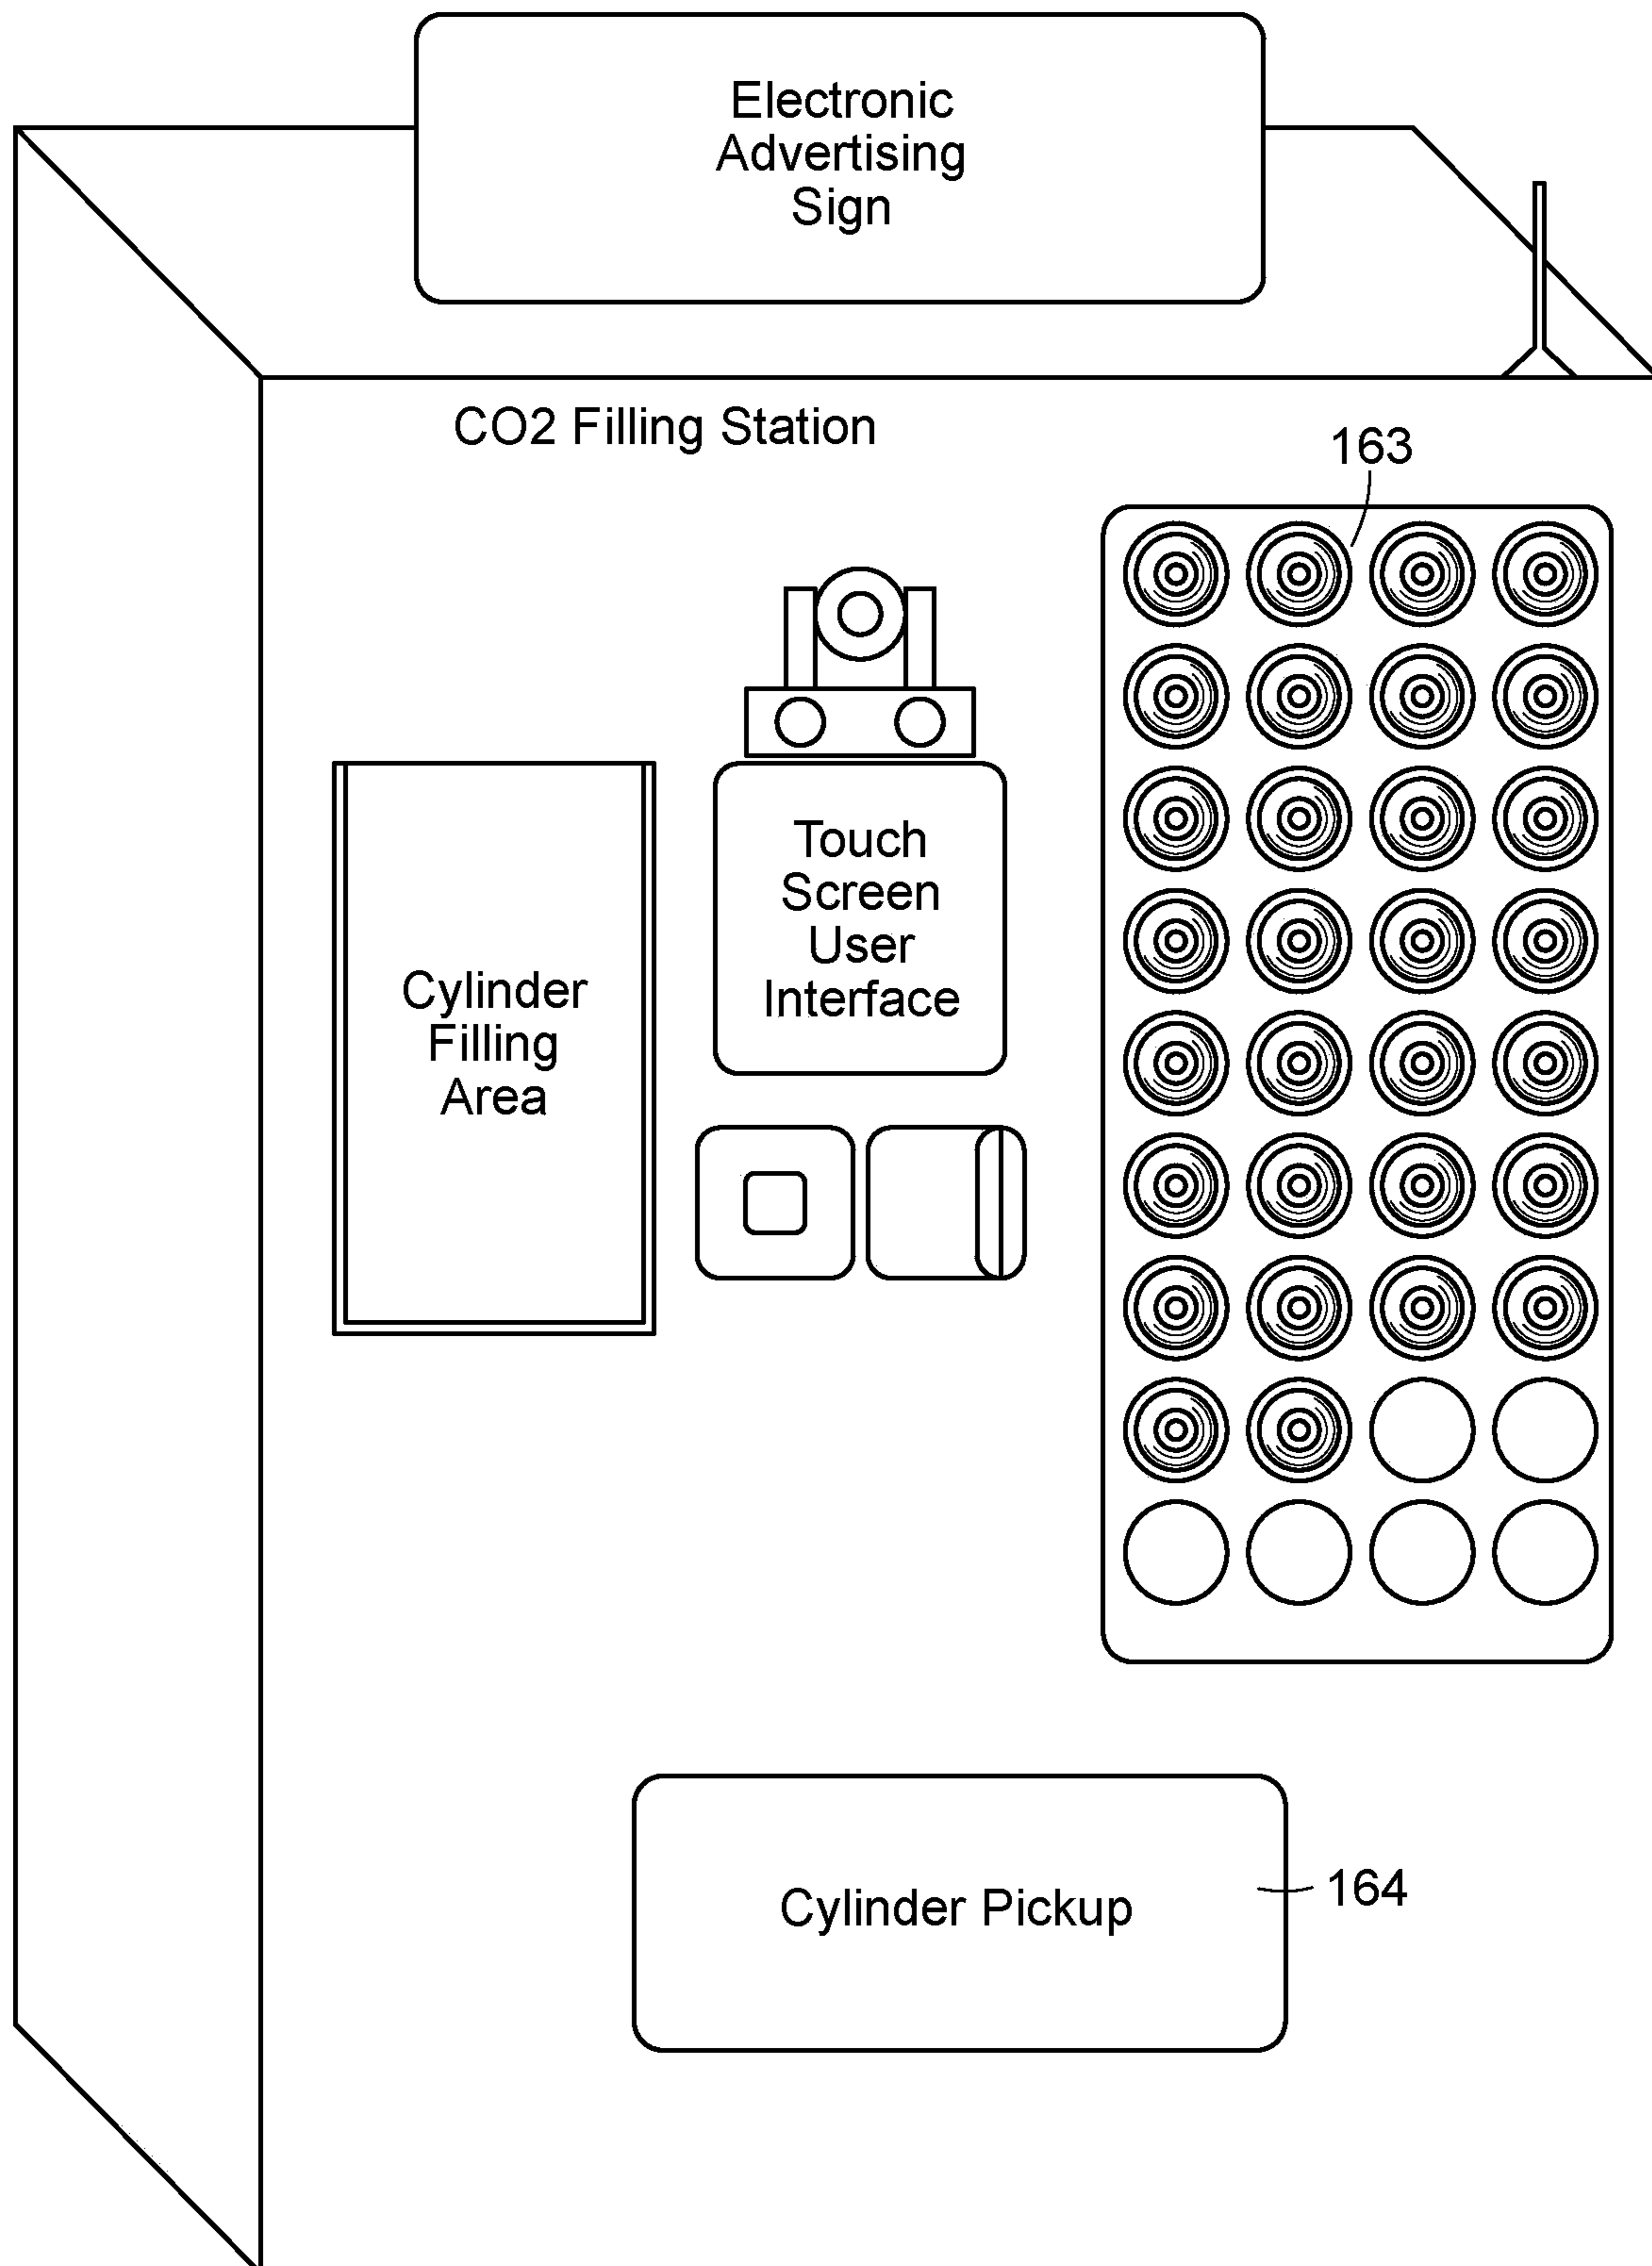 Electronic
Advertising
Sign
CO2 Filling Station
163
Touch
Screen
User
Interface
Cylinder
Filling
Area
Cylinder Pickup
164